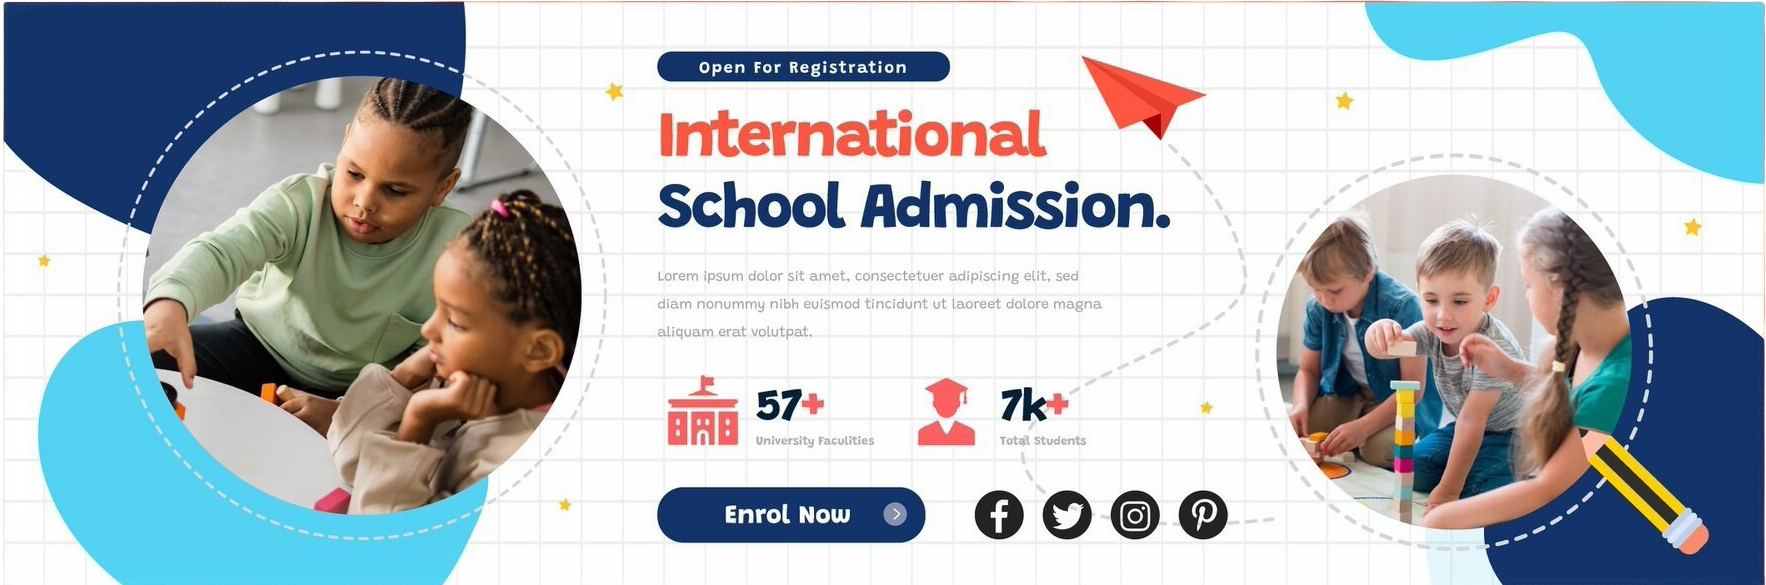 Open For Registration
International
School Admission.
Lorem ipsum dolor sit amet, consectetuer adipiscing elit, sed
diam nonummy nibh euismod tincidunt ut laoreet dolore magna
aliquam erat volutpat.
57+
University Faculities
7k+
Total Students
Enrol Now